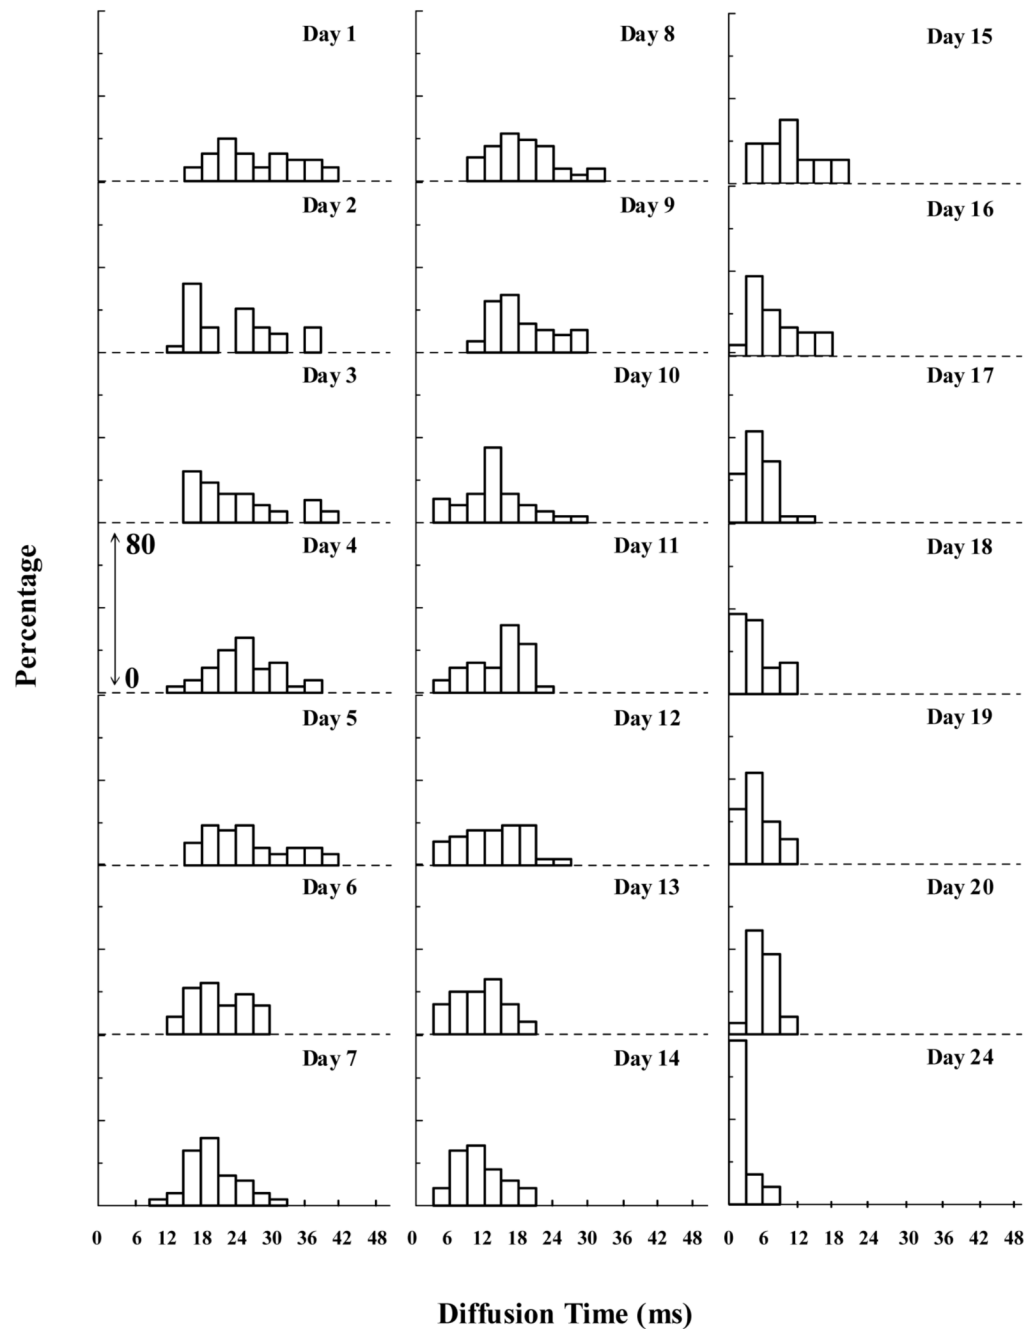 Day 1 Day 8 Day 15
Day 2 Day 9 Day 16
Day 3 Day 10 Day 17
80 Day 4 Day 11 Day 18
0
Percentage
Day 5 Day 12 Day 19
Day 6 Day 13 Day 20
Day 7 Day 14 Day 24
0 6 12 18 24 30 36 42 48 0 6 12 18 24 30 36 42 48 0 6 12 18 24 30 36 42 48
Diffusion Time (ms)